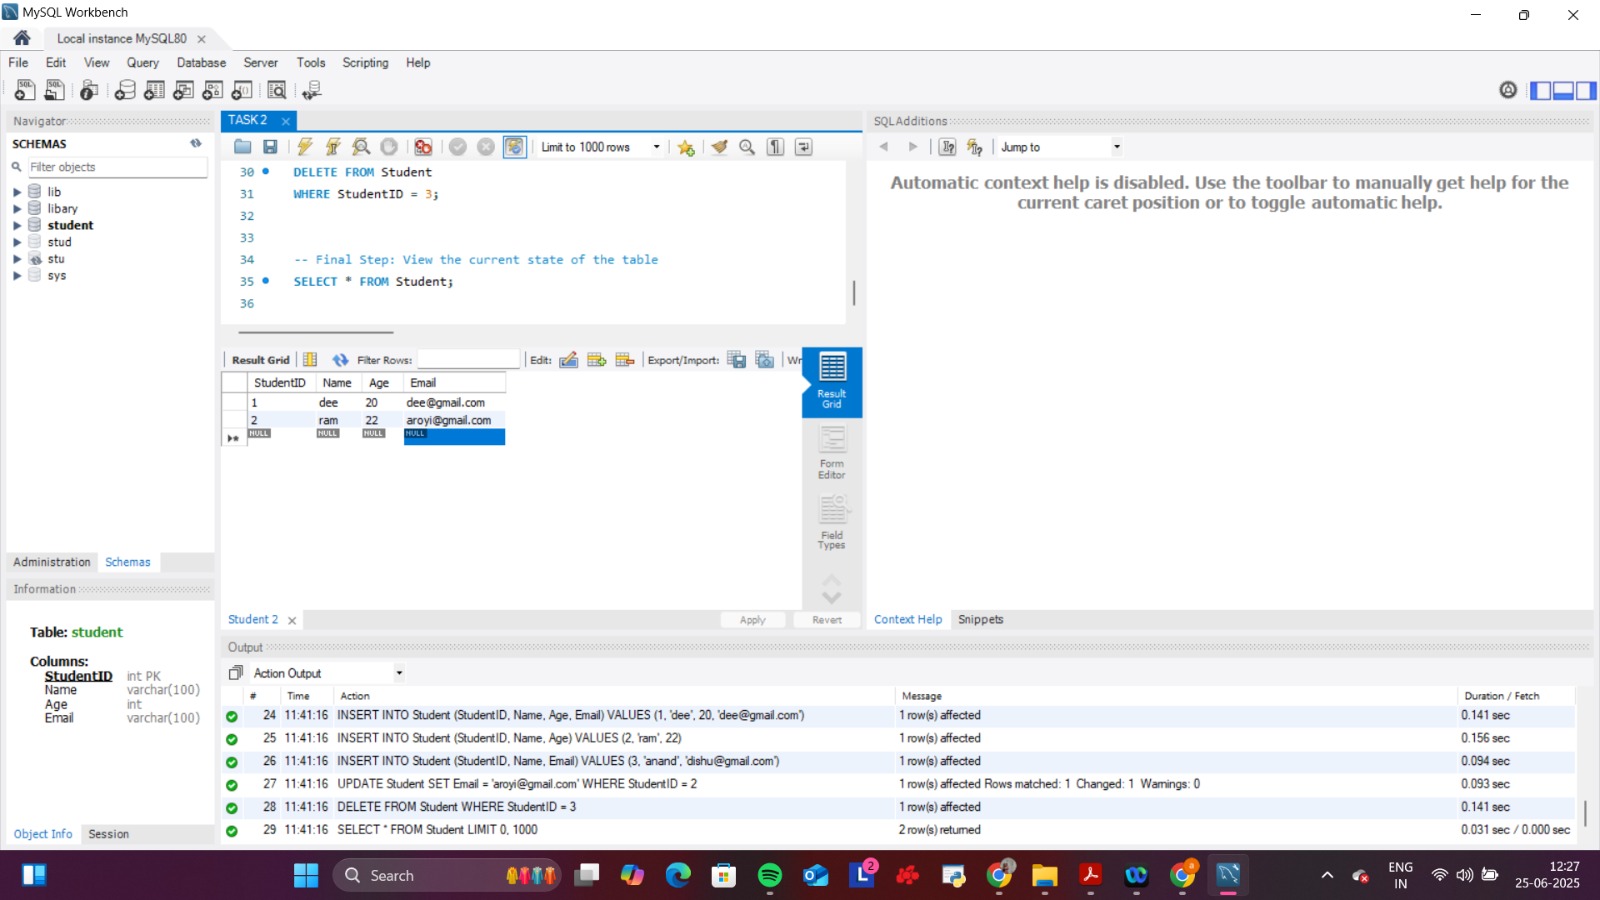 MySQL Workbench
Local instance MySQL80
File Edit View Query Database Server Tools Scripting Help
Navigator
SCHEMAS
Filter objects
lib
libary
student
stud
stu
sys
Administration Schemas
Information
Table: student
Columns:
StudentID int PK
Name varchar(100)
Age int
Email varchar(100)
Object Info Session
TASK 2
Limit to 1000 rows
30 DELETE FROM Student
31 WHERE StudentID = 3;
32
33
34 -- Final Step: View the current state of the table
35 SELECT * FROM Student;
36
Result Grid Filter Rows: Edit: Export/Import: Wr
StudentID Name Age Email
1 dee 20 dee@gmail.com
2 ram 22 aroyi@gmail.com
NULL NULL NULL NULL
Result Grid
Form Editor
Field Types
Student 2 Apply Revert
SQLAdditions
Jump to
Automatic context help is disabled. Use the toolbar to manually get help for the
current caret position or to toggle automatic help.
Context Help Snippets
Output
Action Output
# Time Action Message Duration / Fetch
24 11:41:16 INSERT INTO Student (StudentID, Name, Age, Email) VALUES (1, 'dee', 20, 'dee@gmail.com') 1 row(s) affected 0.141 sec
25 11:41:16 INSERT INTO Student (StudentID, Name, Age) VALUES (2, 'ram', 22) 1 row(s) affected 0.156 sec
26 11:41:16 INSERT INTO Student (StudentID, Name, Email) VALUES (3, 'anand', 'dishu@gmail.com') 1 row(s) affected 0.094 sec
27 11:41:16 UPDATE Student SET Email = 'aroyi@gmail.com' WHERE StudentID = 2 1 row(s) affected Rows matched: 1 Changed: 1 Warnings: 0 0.093 sec
28 11:41:16 DELETE FROM Student WHERE StudentID = 3 1 row(s) affected 0.141 sec
29 11:41:16 SELECT * FROM Student LIMIT 0, 1000 2 row(s) returned 0.031 sec / 0.000 sec
Search
L 2
a
ENG
IN
12:27
25-06-2025